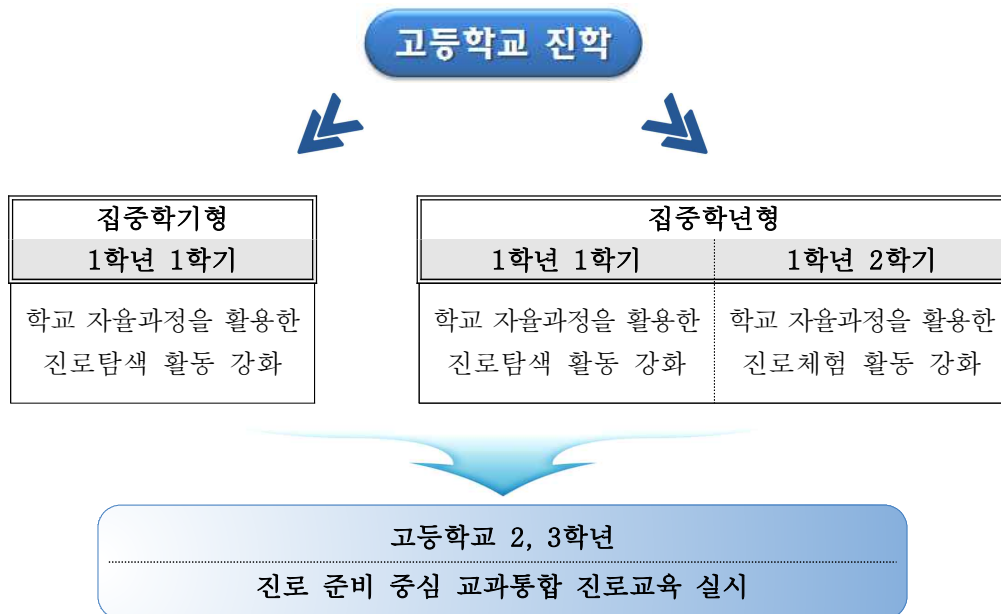 고등학교 진학
집중학기형
1학년 1학기
학교 자율과정을 활용한
진로탐색 활동 강화
집중학년형
1학년 1학기
1학년 2학기
학교 자율과정을 활용한
진로탐색 활동 강화
학교 자율과정을 활용한
진로체험 활동 강화
고등학교 2, 3학년
진로 준비 중심 교과통합 진로교육 실시